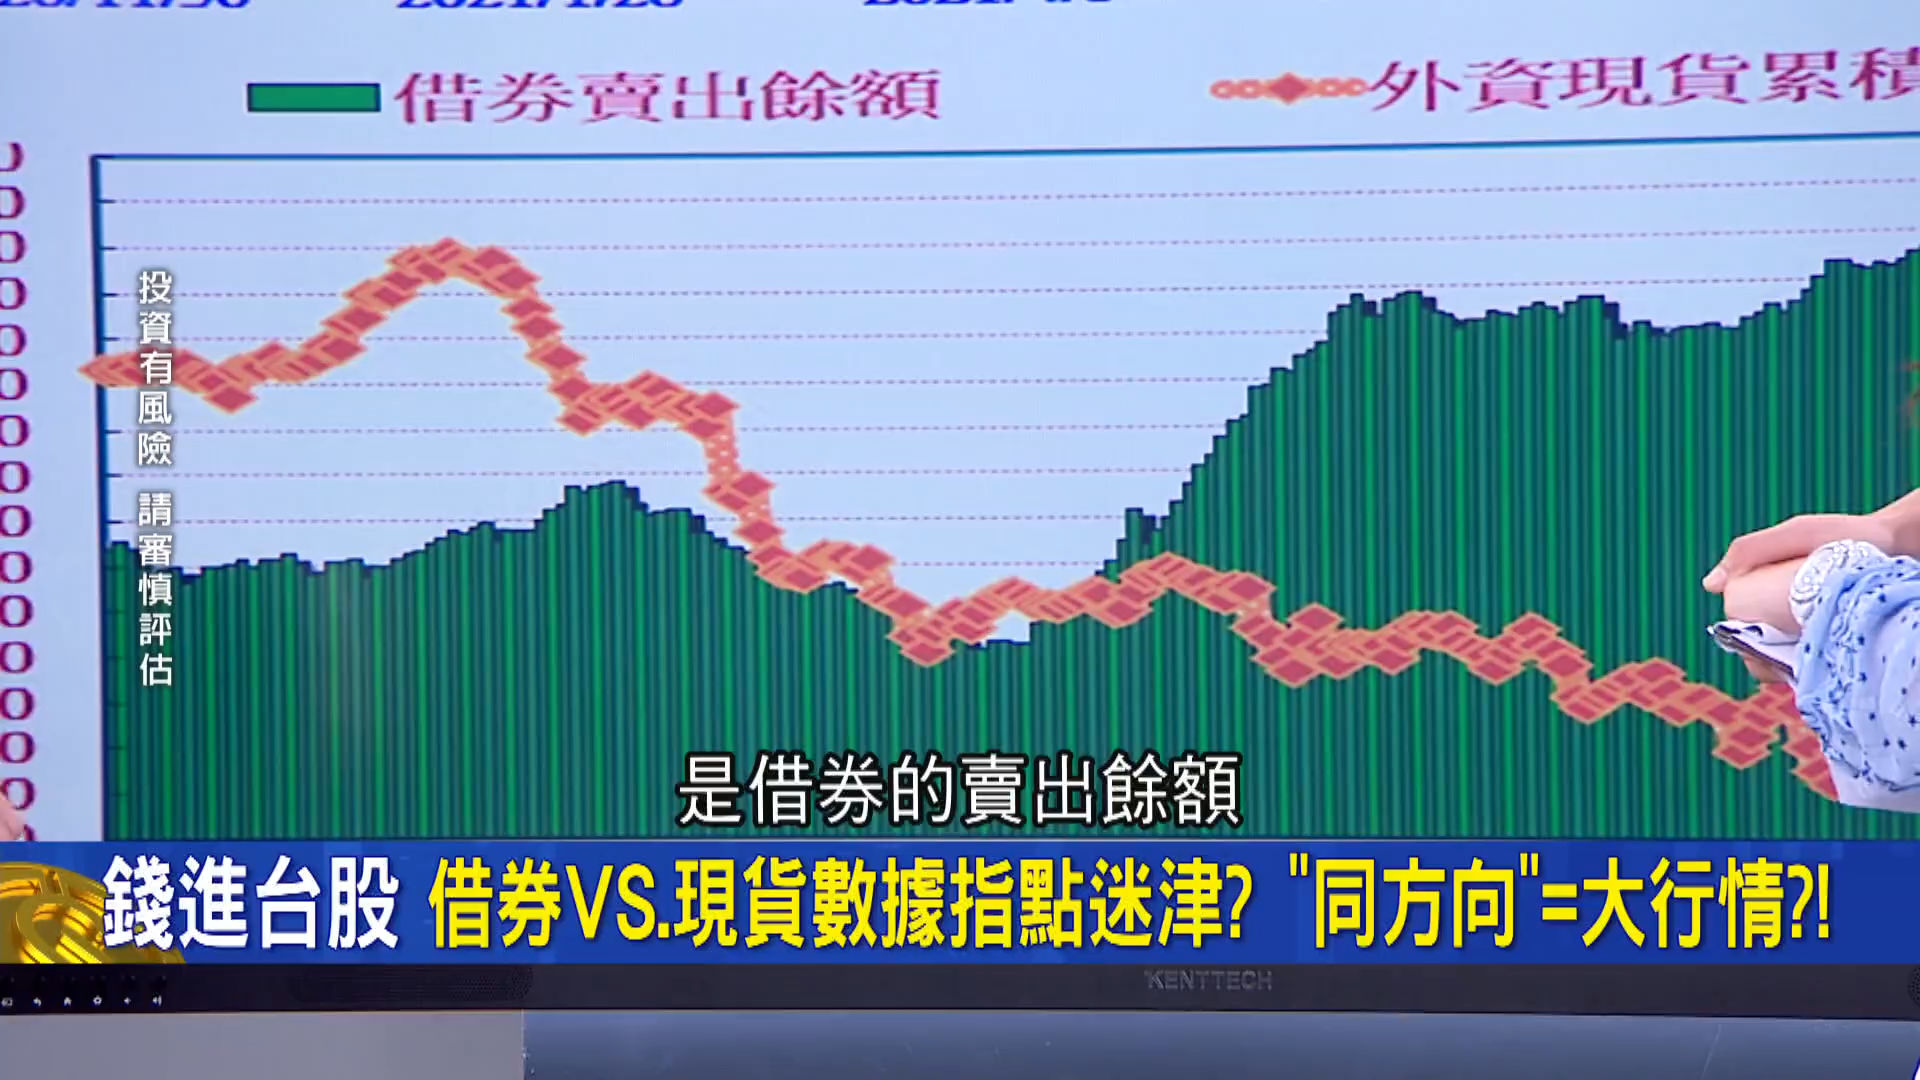 借券賣出餘額
外資現貨累積
投資有風險 請審慎評估
是借券的賣出餘額
錢進台股 借券VS.現貨數據指點迷津? "同方向"=大行情?!
KENTTECH